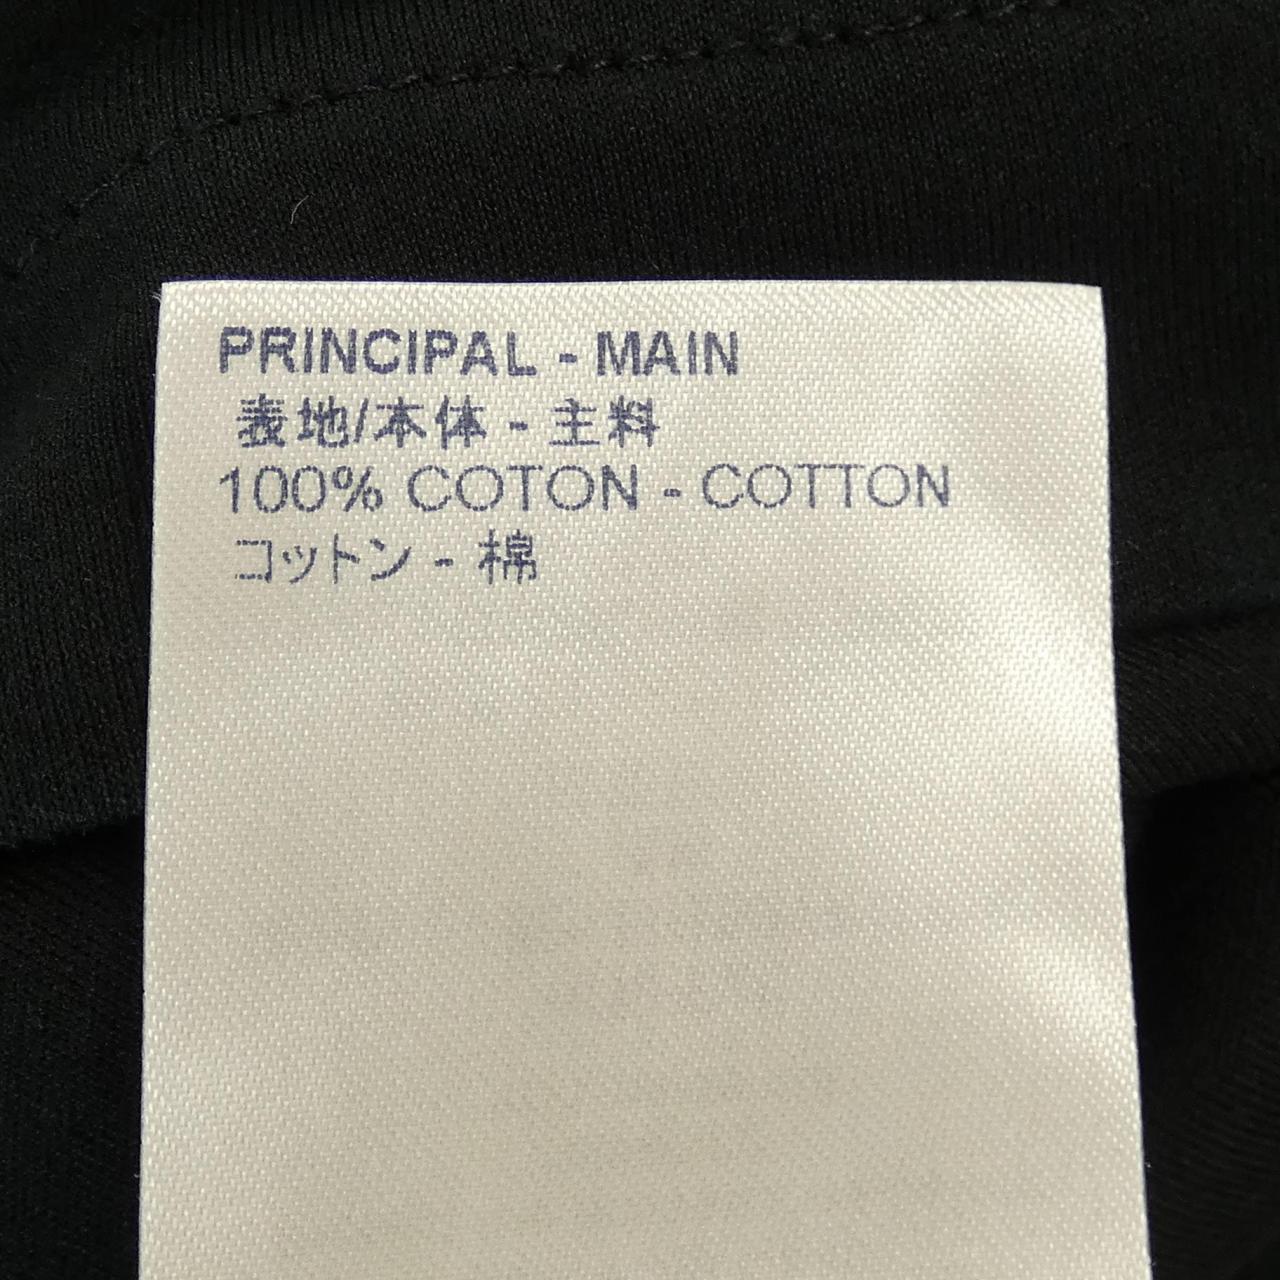 PRINCIPAL - MAIN
表地/本体 - 主料
100% COTON - COTTON
コットン - 棉